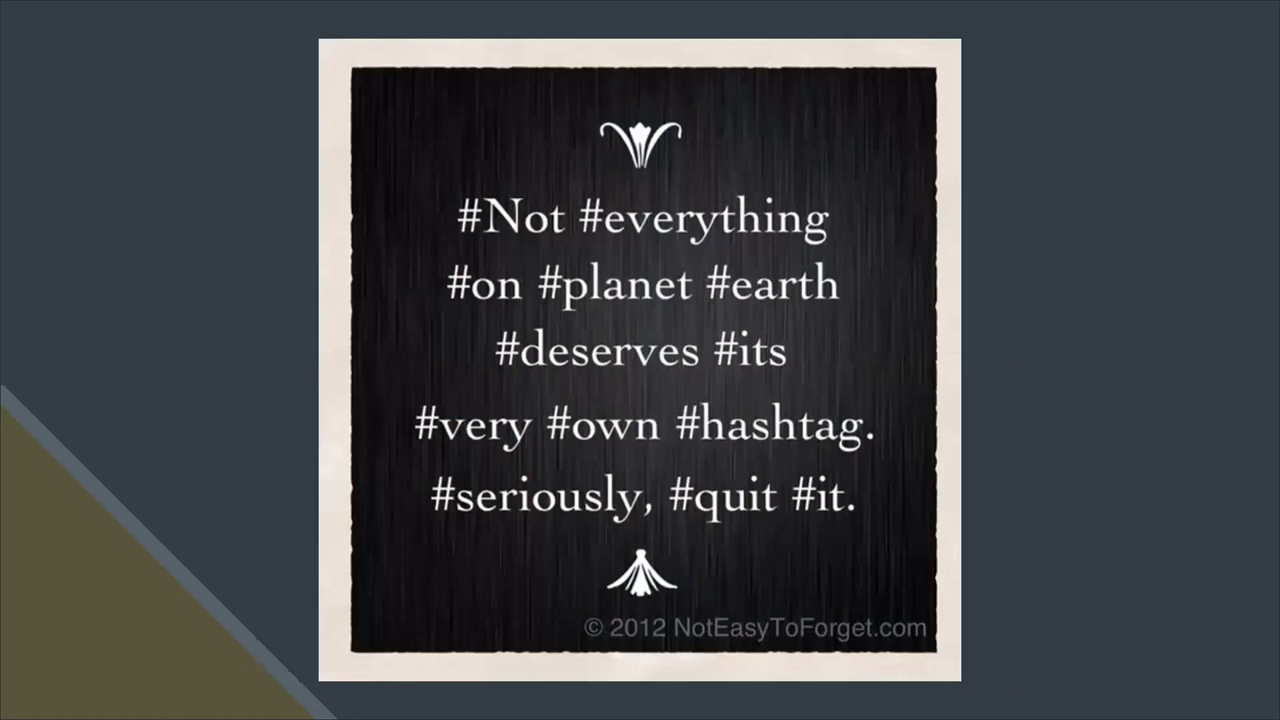 #Not #everything
#on #planet #earth
#deserves #its
#very #own #hashtag.
#seriously, #quit #it.
© 2012 NotEasyToForget.com